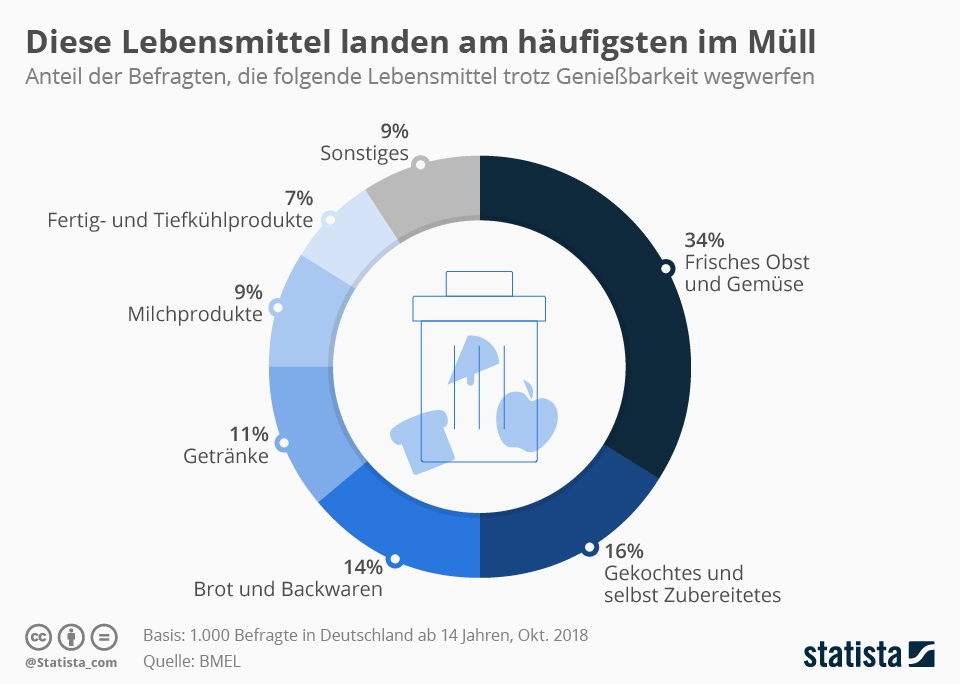 Diese Lebensmittel landen am häufigsten im Müll
Anteil der Befragten, die folgende Lebensmittel trotz Genießbarkeit wegwerfen
9%
Sonstiges
7%
Fertig- und Tiefkühlprodukte
34%
Frisches Obst
und Gemüse
9%
Milchprodukte
11%
Getränke
16%
Gekochtes und
selbst Zubereitetes
14%
Brot und Backwaren
cc
@Statista_com
Basis: 1.000 Befragte in Deutschland ab 14 Jahren, Okt. 2018
Quelle: BMEL
statista